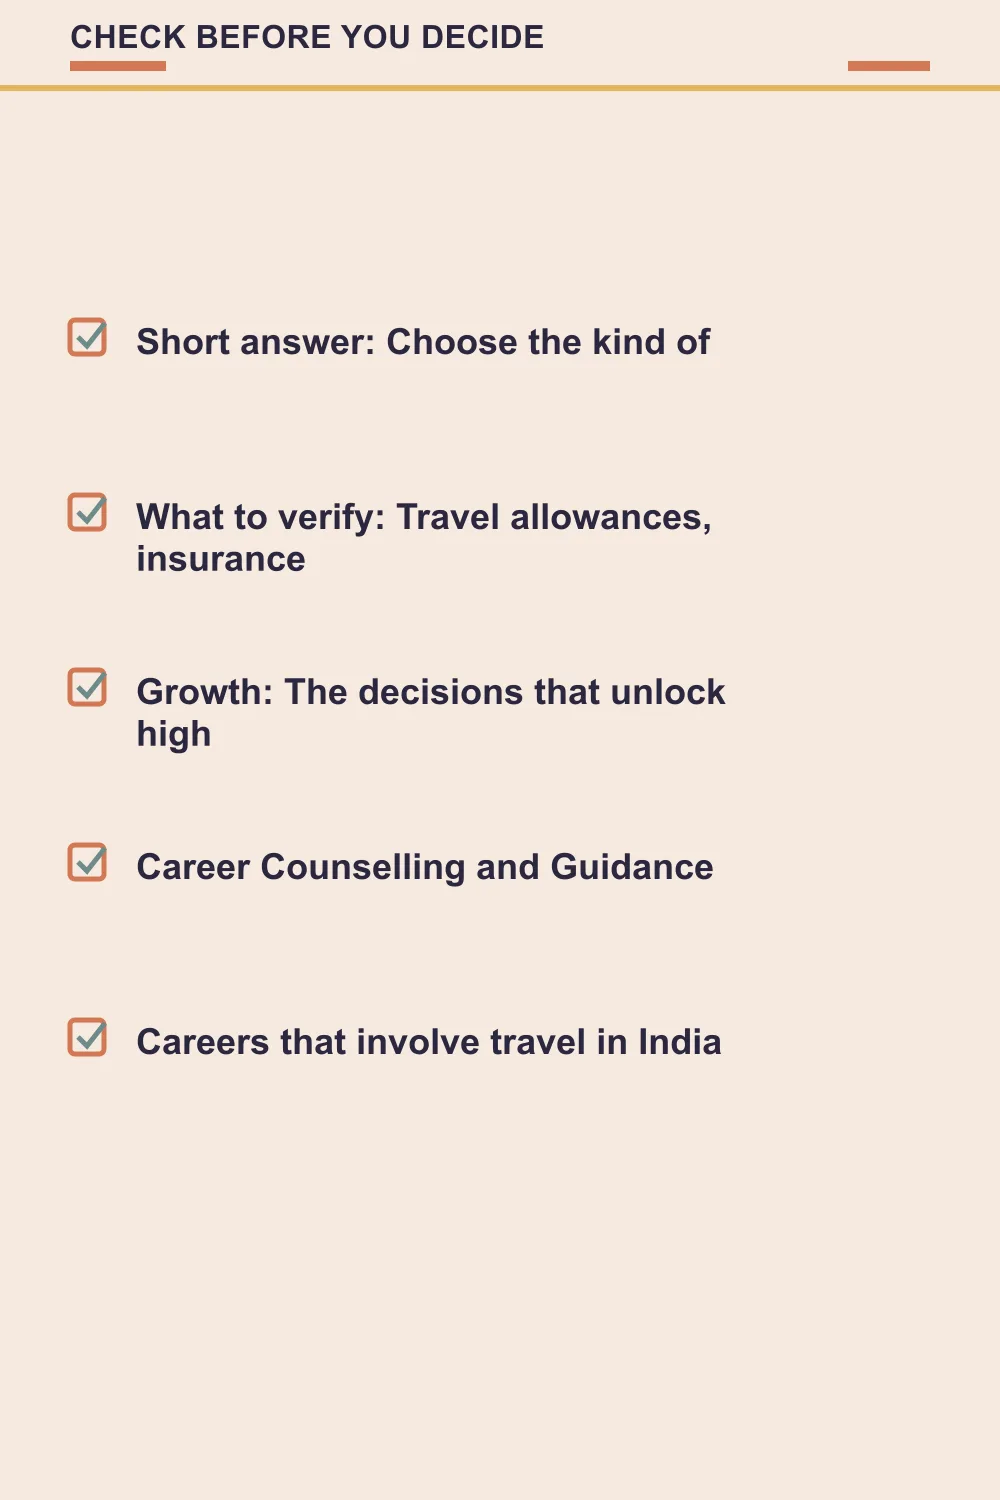 CHECK BEFORE YOU DECIDE
Short answer: Choose the kind of
What to verify: Travel allowances,
insurance
Growth: The decisions that unlock
high
Career Counselling and Guidance
Careers that involve travel in India